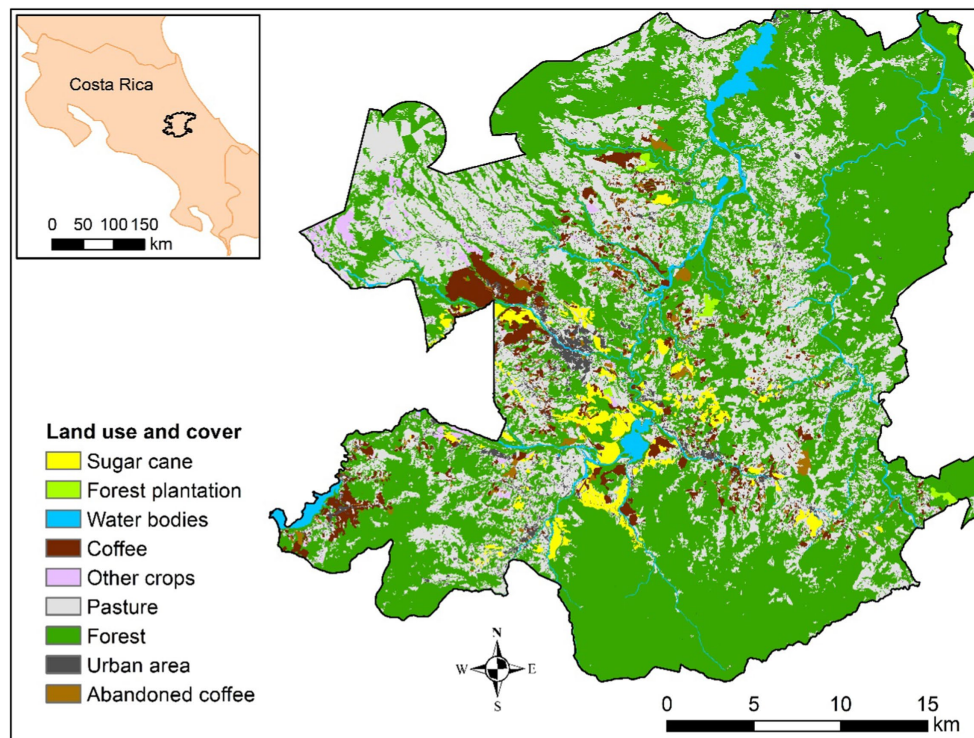 Costa Rica
0 50 100 150
km
Land use and cover
Sugar cane
Forest plantation
Water bodies
Coffee
Other crops
Pasture
Forest
Urban area
Abandoned coffee
N
W E
S
0 5 10 15
km